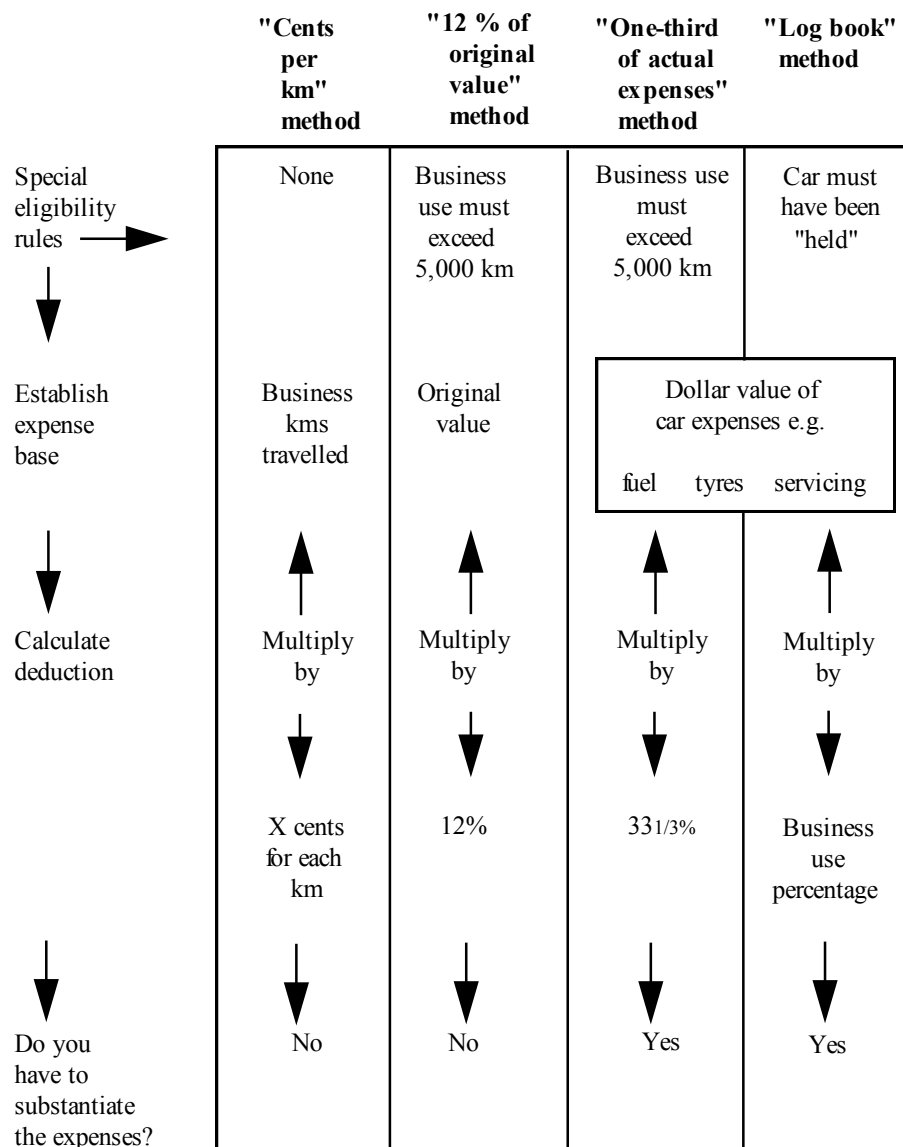 "Cents
per
km"
method
"12 % of
original
value"
method
"One-third
of actual
expenses"
method
"Log book"
method
Special
eligibility
rules
None
Business
use must
exceed
5,000 km
Business use
must
exceed
5,000 km
Car must
have been
"held"
Establish
expense
base
Business
kms
travelled
Original
value
Dollar value of
car expenses e.g.
fuel tyres servicing
Calculate
deduction
Multiply
by
Multiply
by
Multiply
by
Multiply
by
X cents
for each
km
12%
331/3%
Business
use
percentage
Do you
have to
substantiate
the expenses?
No
No
Yes
Yes